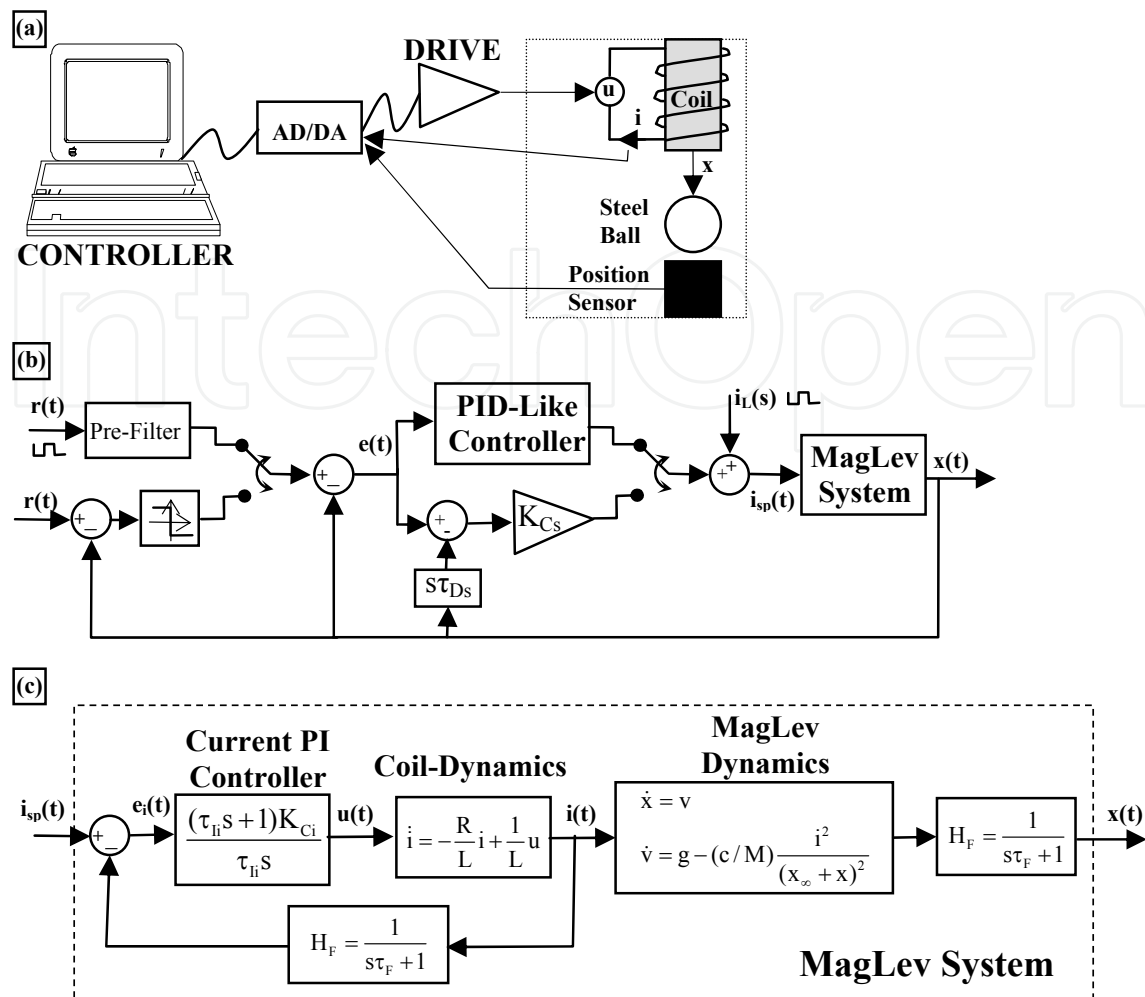 (a)
DRIVE
AD/DA
u
i
Coil
x
Steel
Ball
Position
Sensor
CONTROLLER
IntechOpen
(b)
r(t)
Pre-Filter
r(t)
+
−
+
−
e(t)
PID-Like
Controller
+
-
K_Cs
sτ_Ds
i_L(s)
+
+
i_sp(t)
MagLev
System
x(t)
(c)
i_sp(t)
+
−
e_i(t)
Current PI
Controller
(τ_Ii s + 1)K_Ci
τ_Ii s
u(t)
Coil-Dynamics
i̇ = −R/L i + 1/L u
i(t)
MagLev
Dynamics
ẋ = v
v̇ = g − (c / M) i² / (x_∞ + x)²
H_F = 1 / (sτ_F + 1)
x(t)
H_F = 1 / (sτ_F + 1)
MagLev System